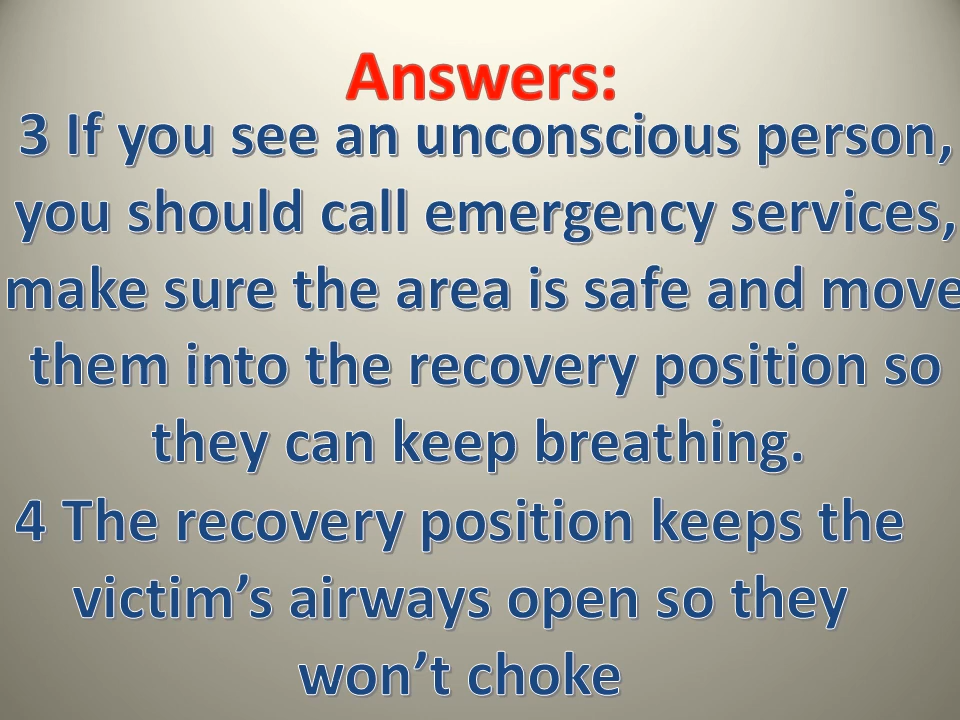 Answers:
3 If you see an unconscious person,
you should call emergency services,
make sure the area is safe and move
them into the recovery position so
they can keep breathing.
4 The recovery position keeps the
victim’s airways open so they
won’t choke